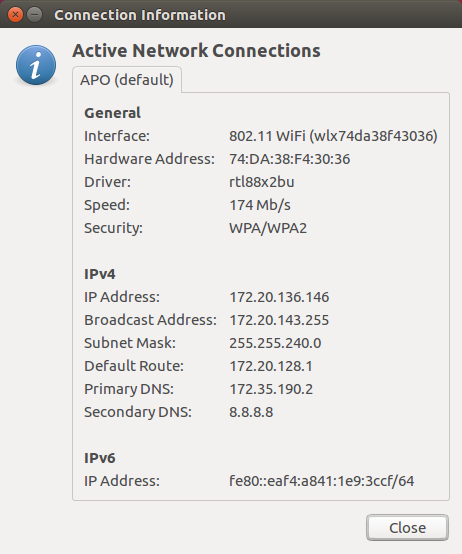 Connection Information
Active Network Connections
APO (default)
General
Interface: 802.11 WiFi (wlx74da38f43036)
Hardware Address: 74:DA:38:F4:30:36
Driver: rtl88x2bu
Speed: 174 Mb/s
Security: WPA/WPA2
IPv4
IP Address: 172.20.136.146
Broadcast Address: 172.20.143.255
Subnet Mask: 255.255.240.0
Default Route: 172.20.128.1
Primary DNS: 172.35.190.2
Secondary DNS: 8.8.8.8
IPv6
IP Address: fe80::eaf4:a841:1e9:3ccf/64
Close